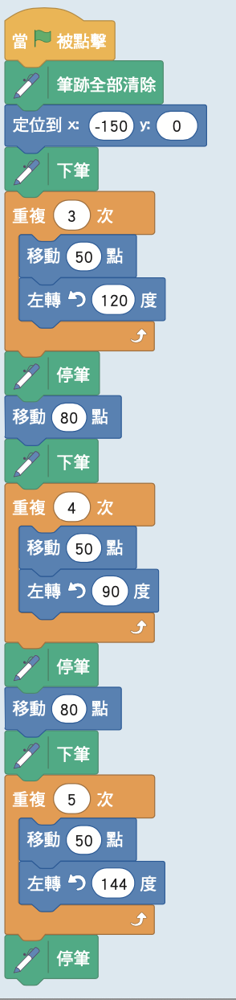 當 被點擊
筆跡全部清除
定位到 x: -150 y: 0
下筆
重複 3 次
移動 50 點
左轉 120 度
停筆
移動 80 點
下筆
重複 4 次
移動 50 點
左轉 90 度
停筆
移動 80 點
下筆
重複 5 次
移動 50 點
左轉 144 度
停筆